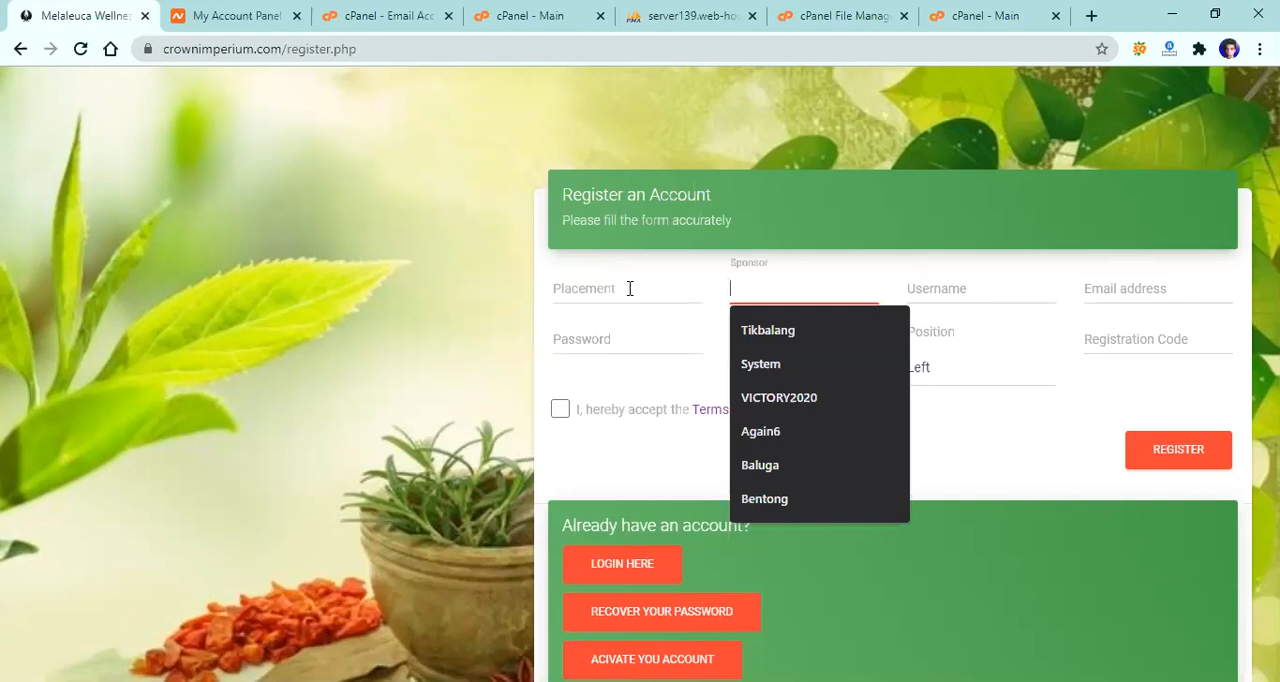 Melaleuca Wellnes
My Account Panel
cPanel - Email Acc
cPanel - Main
server139.web-ho
cPanel File Manag
cPanel - Main
crownimperium.com/register.php
Register an Account
Please fill the form accurately
Sponsor
Placement
Username
Email address
Tikbalang
Password
Position
Registration Code
System
Left
VICTORY2020
I, hereby accept the Terms
Again6
REGISTER
Baluga
Bentong
Already have an account?
LOGIN HERE
RECOVER YOUR PASSWORD
ACIVATE YOU ACCOUNT